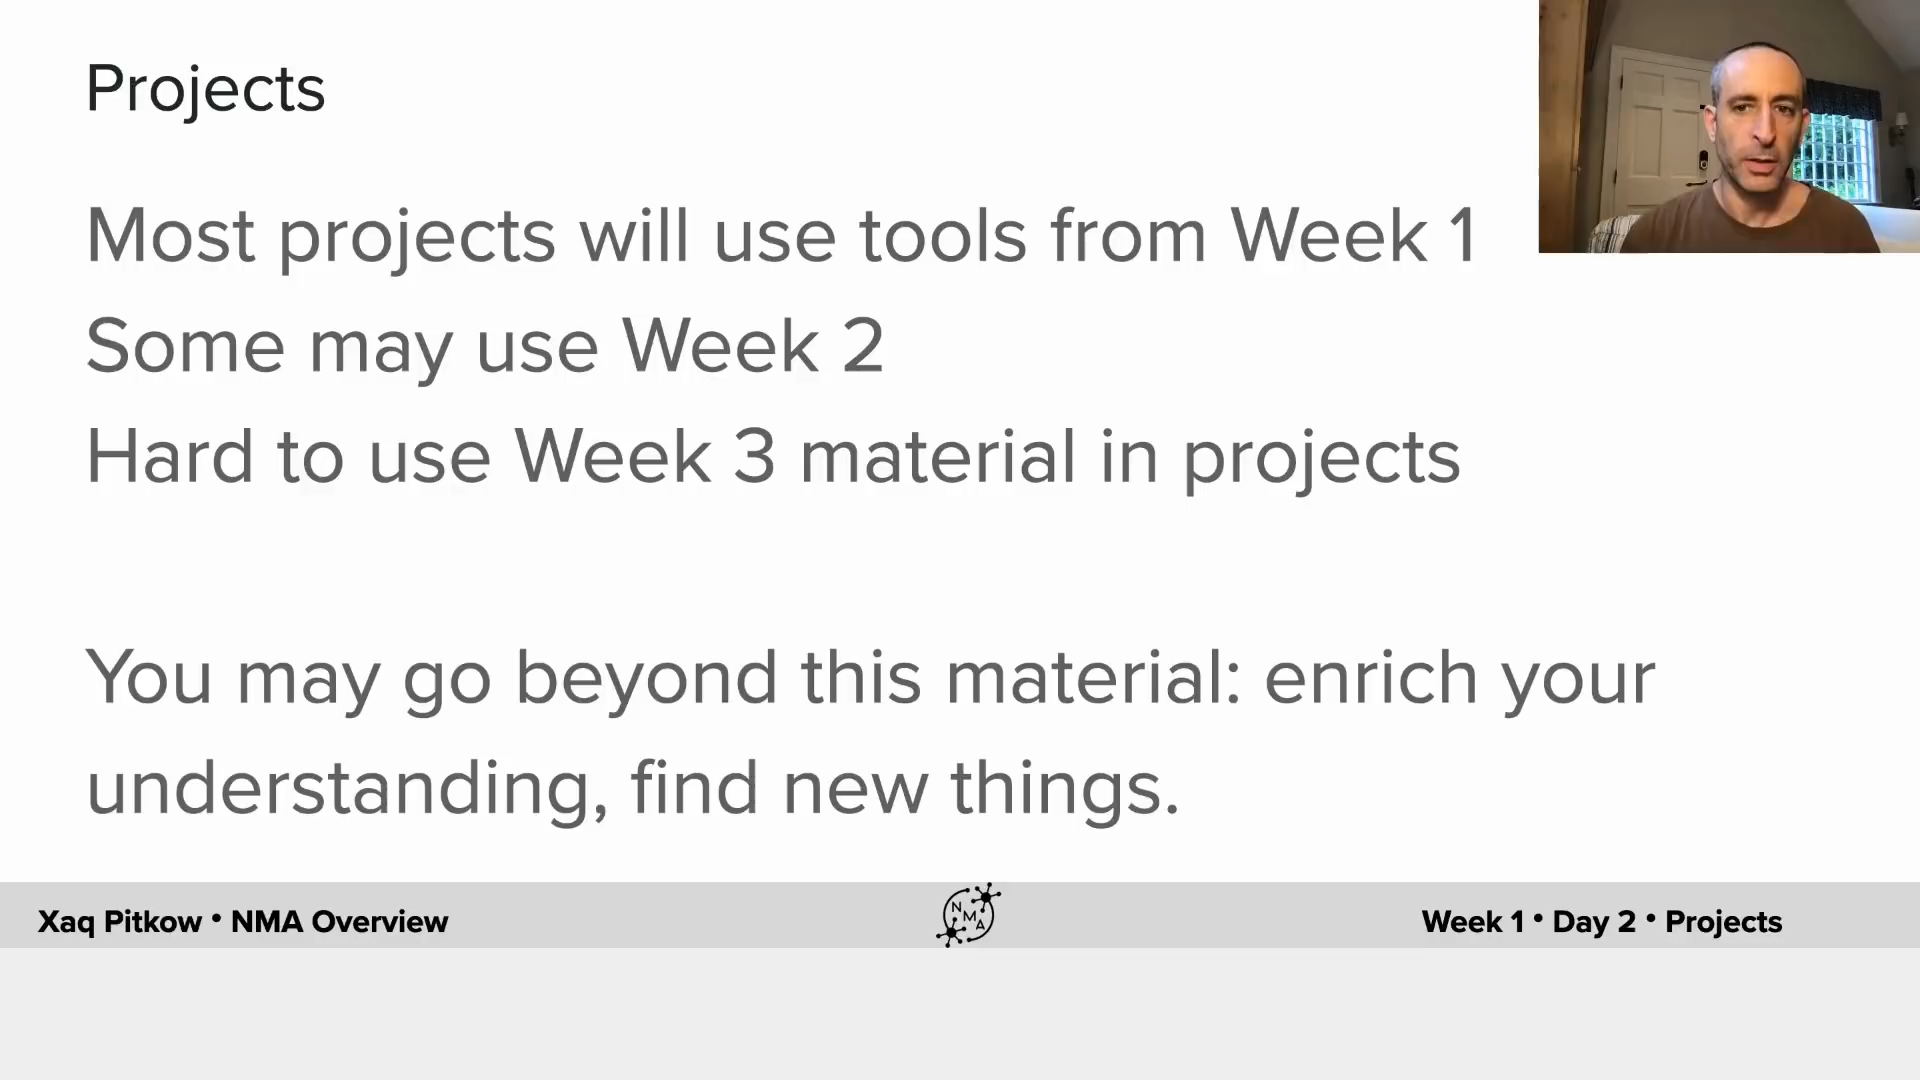 Projects
Most projects will use tools from Week 1
Some may use Week 2
Hard to use Week 3 material in projects
You may go beyond this material: enrich your
understanding, find new things.
Xaq Pitkow • NMA Overview
N
M
A
Week 1 • Day 2 • Projects